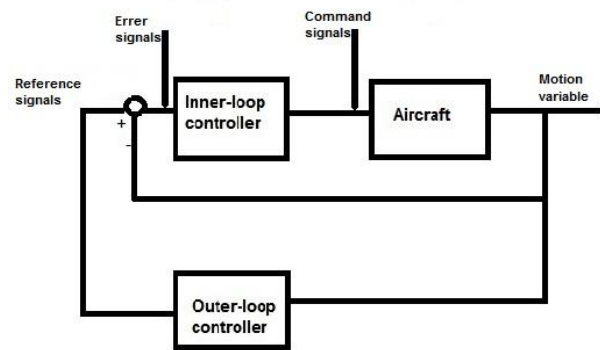 Errer
signals
Command
signals
Reference
signals
Inner-loop
controller
Aircraft
Motion
variable
+
-
Outer-loop
controller